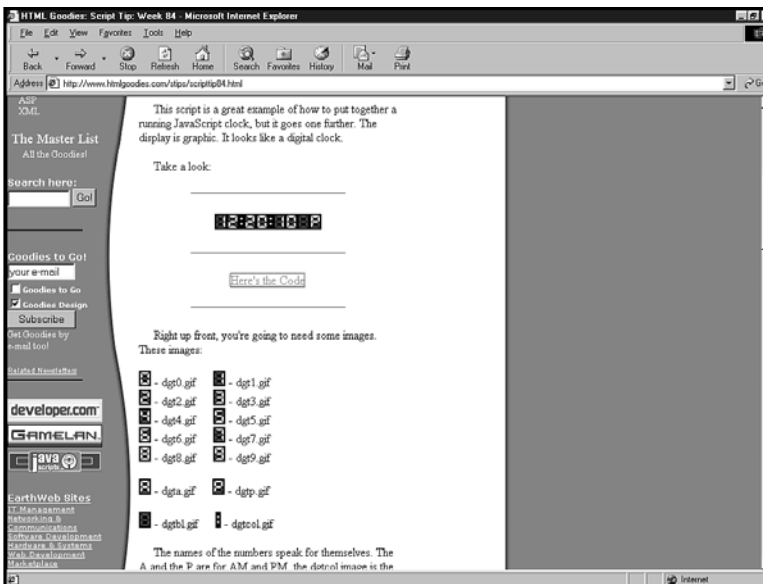 HTML Goodies: Script Tip: Week 84 - Microsoft Internet Explorer
File Edit View Favorites Tools Help
Back Forward Stop Refresh Home Search Favorites History Mail Print
Address http://www.htmlgoodies.com/stips/scripttip84.html
ASP
XML
The Master List
All the Goodies!
Search here:
Go!
Goodies to Go!
your e-mail
Goodies to Go
Goodies Design
Subscribe
Get Goodies by
e-mail too!
Related Newsletters
developer.com
GAMELAN
java
scripts
EarthWeb Sites
IT Management
Networking &
Communications
Software Development
Hardware & Systems
Web Development
Marketplace
This script is a great example of how to put together a
running JavaScript clock, but it goes one further. The
display is graphic. It looks like a digital clock.
Take a look:
12:20:10 P
Here's the Code
Right up front, you're going to need some images.
These images:
- dgt0.gif - dgt1.gif
- dgt2.gif - dgt3.gif
- dgt4.gif - dgt5.gif
- dgt6.gif - dgt7.gif
- dgt8.gif - dgt9.gif
- dgta.gif - dgtp.gif
- dgtbl.gif - dgtcol.gif
The names of the numbers speak for themselves. The
A and the P are for AM and PM, the dgtcol image is the
Internet